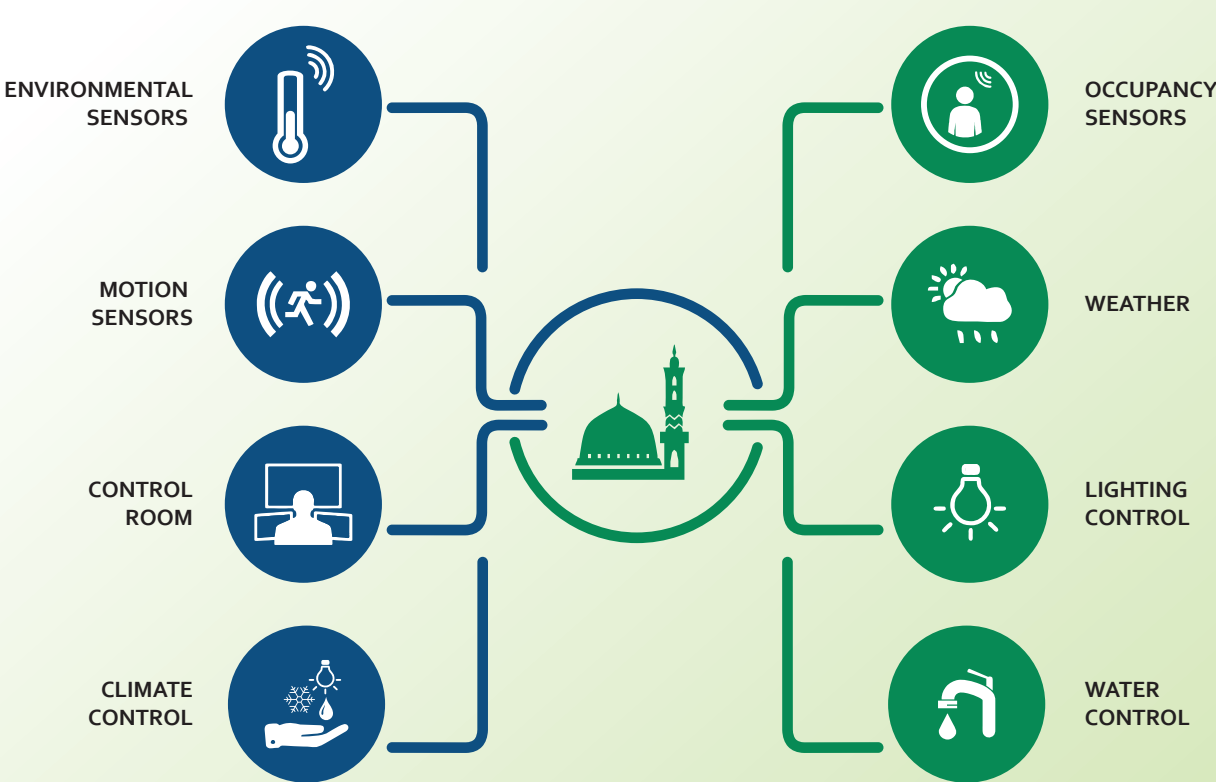 ENVIRONMENTAL
SENSORS
MOTION
SENSORS
CONTROL
ROOM
CLIMATE
CONTROL
OCCUPANCY
SENSORS
WEATHER
LIGHTING
CONTROL
WATER
CONTROL